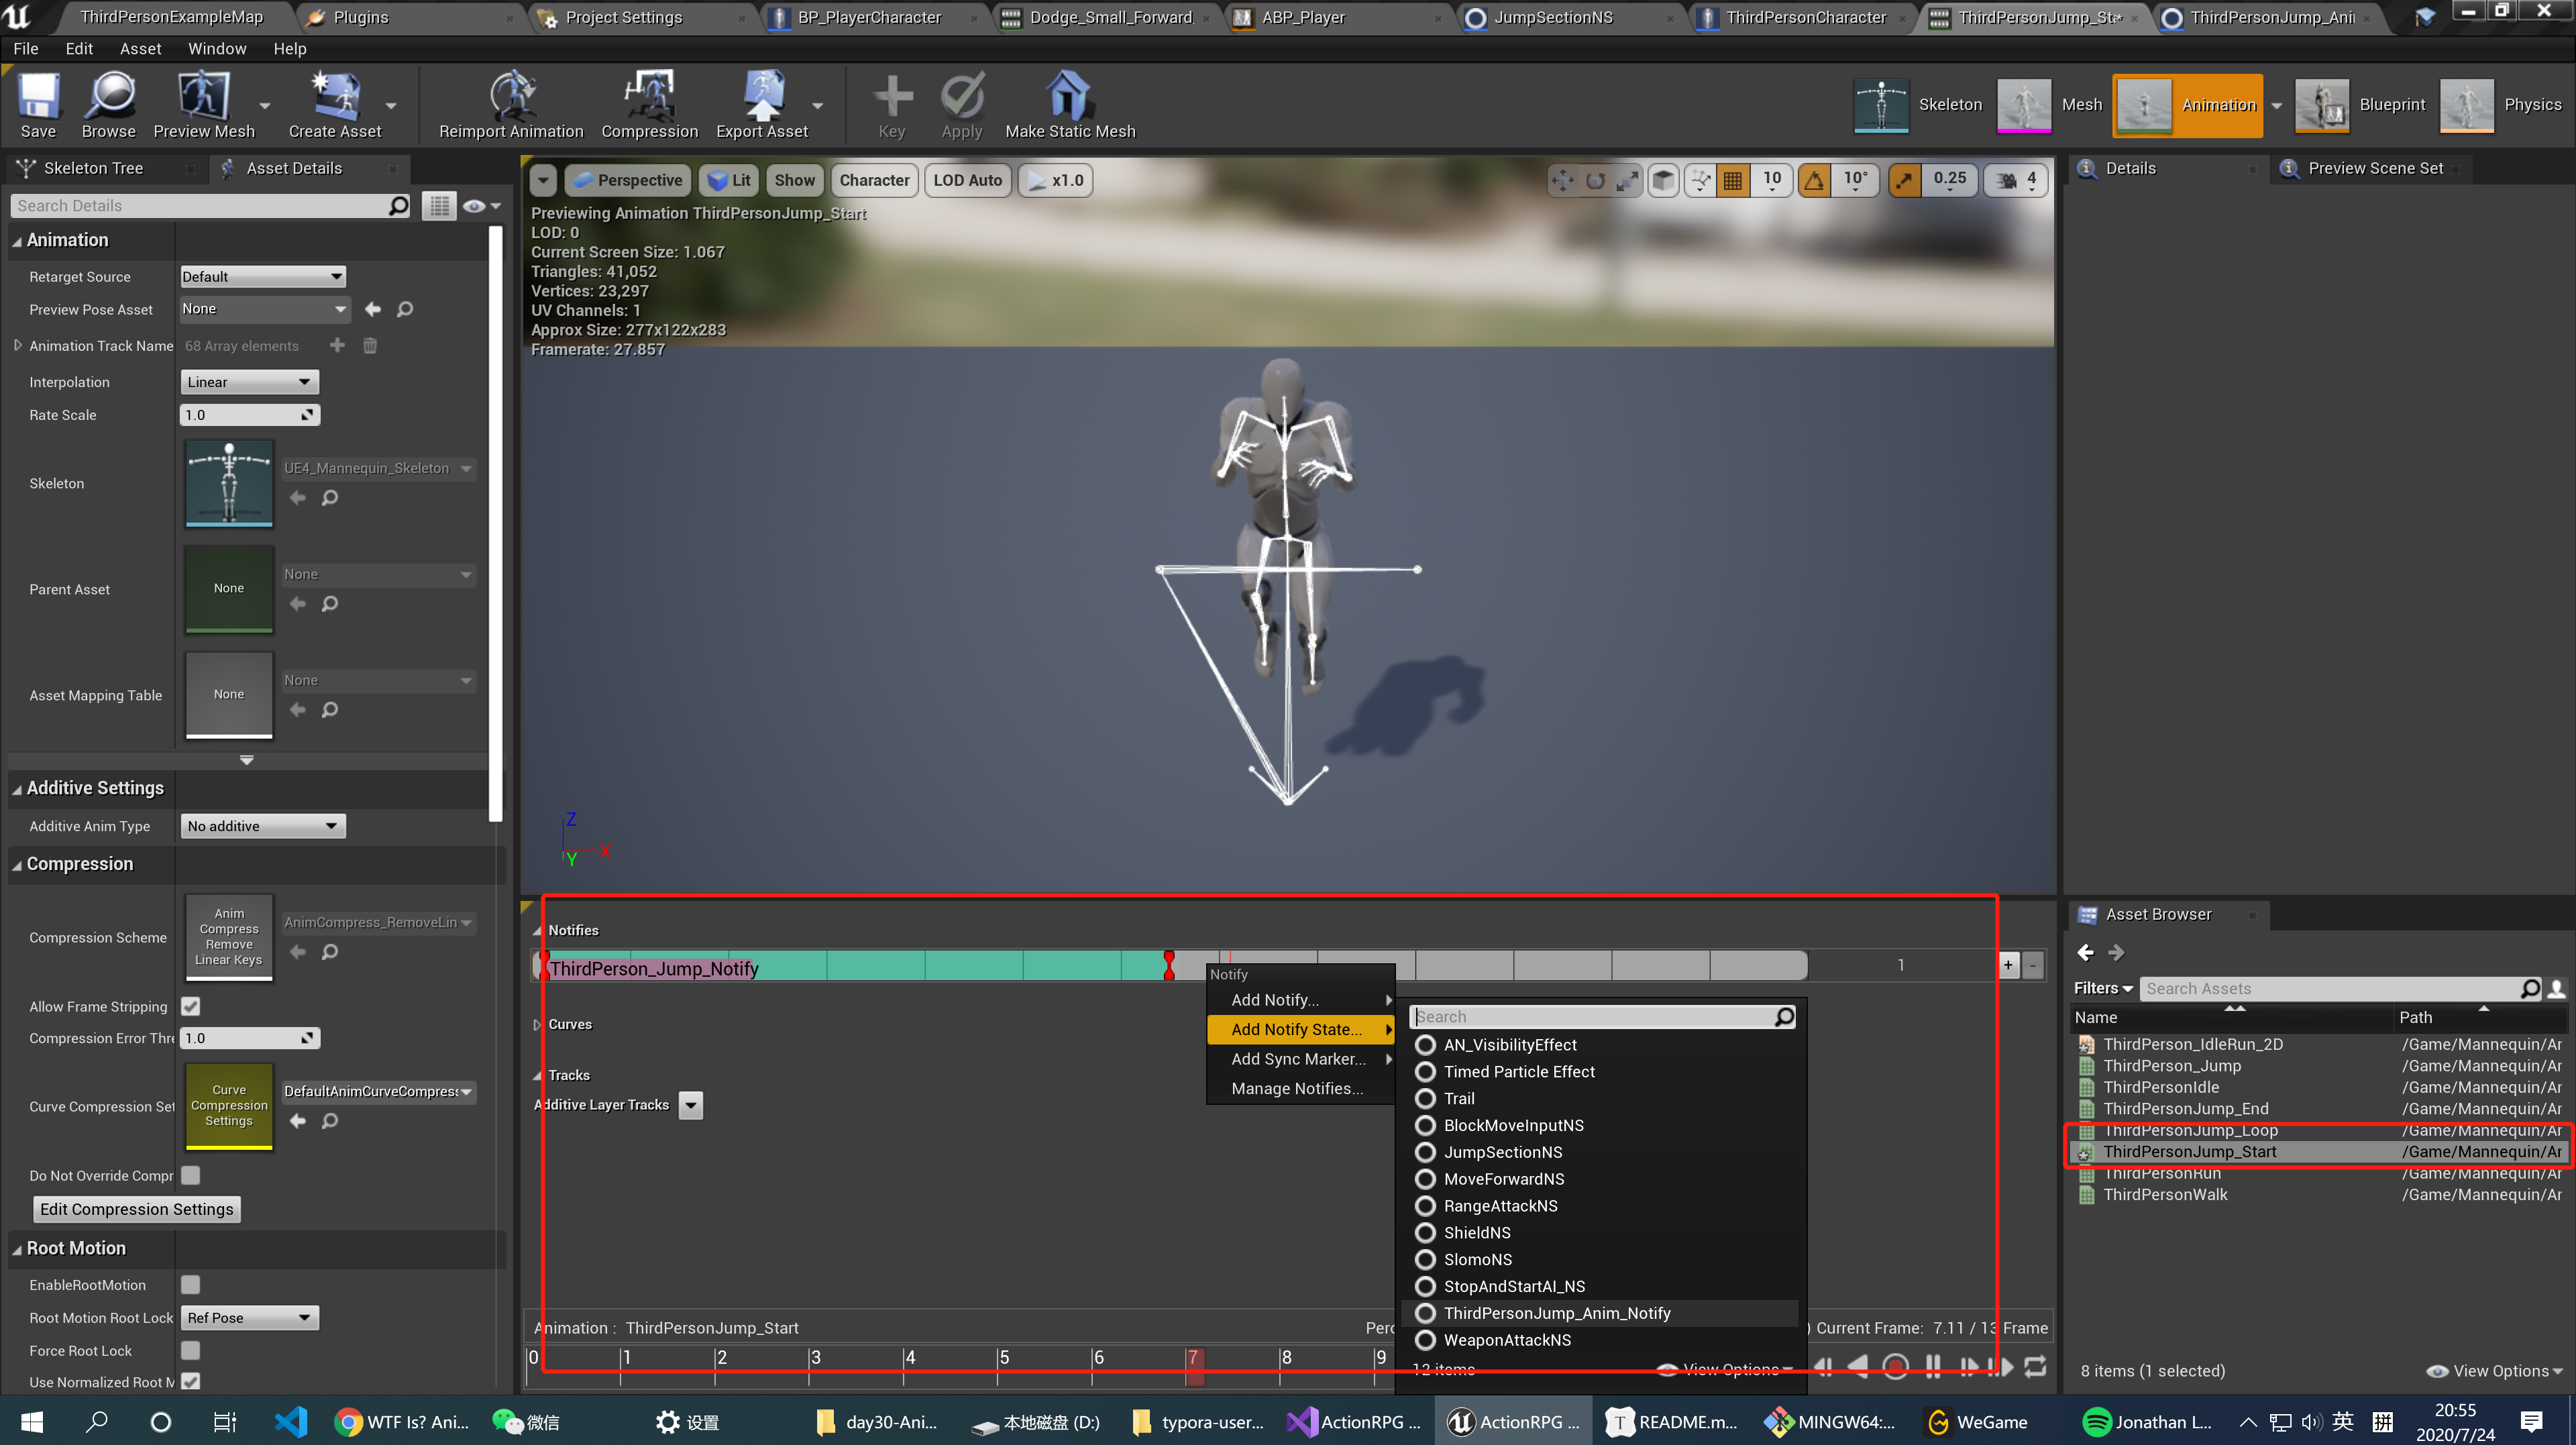 ThirdPersonExampleMap
Plugins
Project Settings
BP_PlayerCharacter
Dodge_Small_Forward
ABP_Player
JumpSectionNS
ThirdPersonCharacter
ThirdPersonJump_Sta*
ThirdPersonJump_Ani
File Edit Asset Window Help
Save
Browse
Preview Mesh
Create Asset
Reimport Animation
Compression
Export Asset
Key
Apply
Make Static Mesh
Skeleton
Mesh
Animation
Blueprint
Physics
Skeleton Tree
Asset Details
Search Details
Animation
Retarget Source Default
Preview Pose Asset None
Animation Track Name 68 Array elements
Interpolation Linear
Rate Scale 1.0
Skeleton UE4_Mannequin_Skeleton
Parent Asset None None
Asset Mapping Table None None
Additive Settings
Additive Anim Type No additive
Compression
Compression Scheme
Anim
Compress
Remove
Linear Keys
AnimCompress_RemoveLin
Allow Frame Stripping
Compression Error Thre 1.0
Curve Compression Set
Curve
Compression
Settings
DefaultAnimCurveCompress
Do Not Override Compr
Edit Compression Settings
Root Motion
EnableRootMotion
Root Motion Root Lock Ref Pose
Force Root Lock
Use Normalized Root M
Perspective
Lit
Show
Character
LOD Auto
x1.0
10
10°
0.25
4
Previewing Animation ThirdPersonJump_Start
LOD: 0
Current Screen Size: 1.067
Triangles: 41,052
Vertices: 23,297
UV Channels: 1
Approx Size: 277x122x283
Framerate: 27.857
Z
X
Y
Notifies
ThirdPerson_Jump_Notify
1
+ -
Curves
Tracks
Additive Layer Tracks
Notify
Add Notify...
Add Notify State...
Add Sync Marker...
Manage Notifies...
Search
AN_VisibilityEffect
Timed Particle Effect
Trail
BlockMoveInputNS
JumpSectionNS
MoveForwardNS
RangeAttackNS
ShieldNS
SlomoNS
StopAndStartAI_NS
ThirdPersonJump_Anim_Notify
WeaponAttackNS
12 items
View Options
Animation : ThirdPersonJump_Start
Perc
) Current Frame: 7.11 / 13 Frame
0 1 2 3 4 5 6 7 8 9
Details
Preview Scene Set
Asset Browser
Filters
Search Assets
Name Path
ThirdPerson_IdleRun_2D /Game/Mannequin/Ar
ThirdPerson_Jump /Game/Mannequin/Ar
ThirdPersonIdle /Game/Mannequin/Ar
ThirdPersonJump_End /Game/Mannequin/Ar
ThirdPersonJump_Loop /Game/Mannequin/Ar
ThirdPersonJump_Start /Game/Mannequin/Ar
ThirdPersonRun /Game/Mannequin/Ar
ThirdPersonWalk /Game/Mannequin/Ar
8 items (1 selected)
View Options
WTF Is? Ani...
微信
设置
day30-Ani...
本地磁盘 (D:)
typora-user...
ActionRPG ...
ActionRPG ...
README.m...
MINGW64:...
WeGame
Jonathan L...
英
拼
20:55
2020/7/24